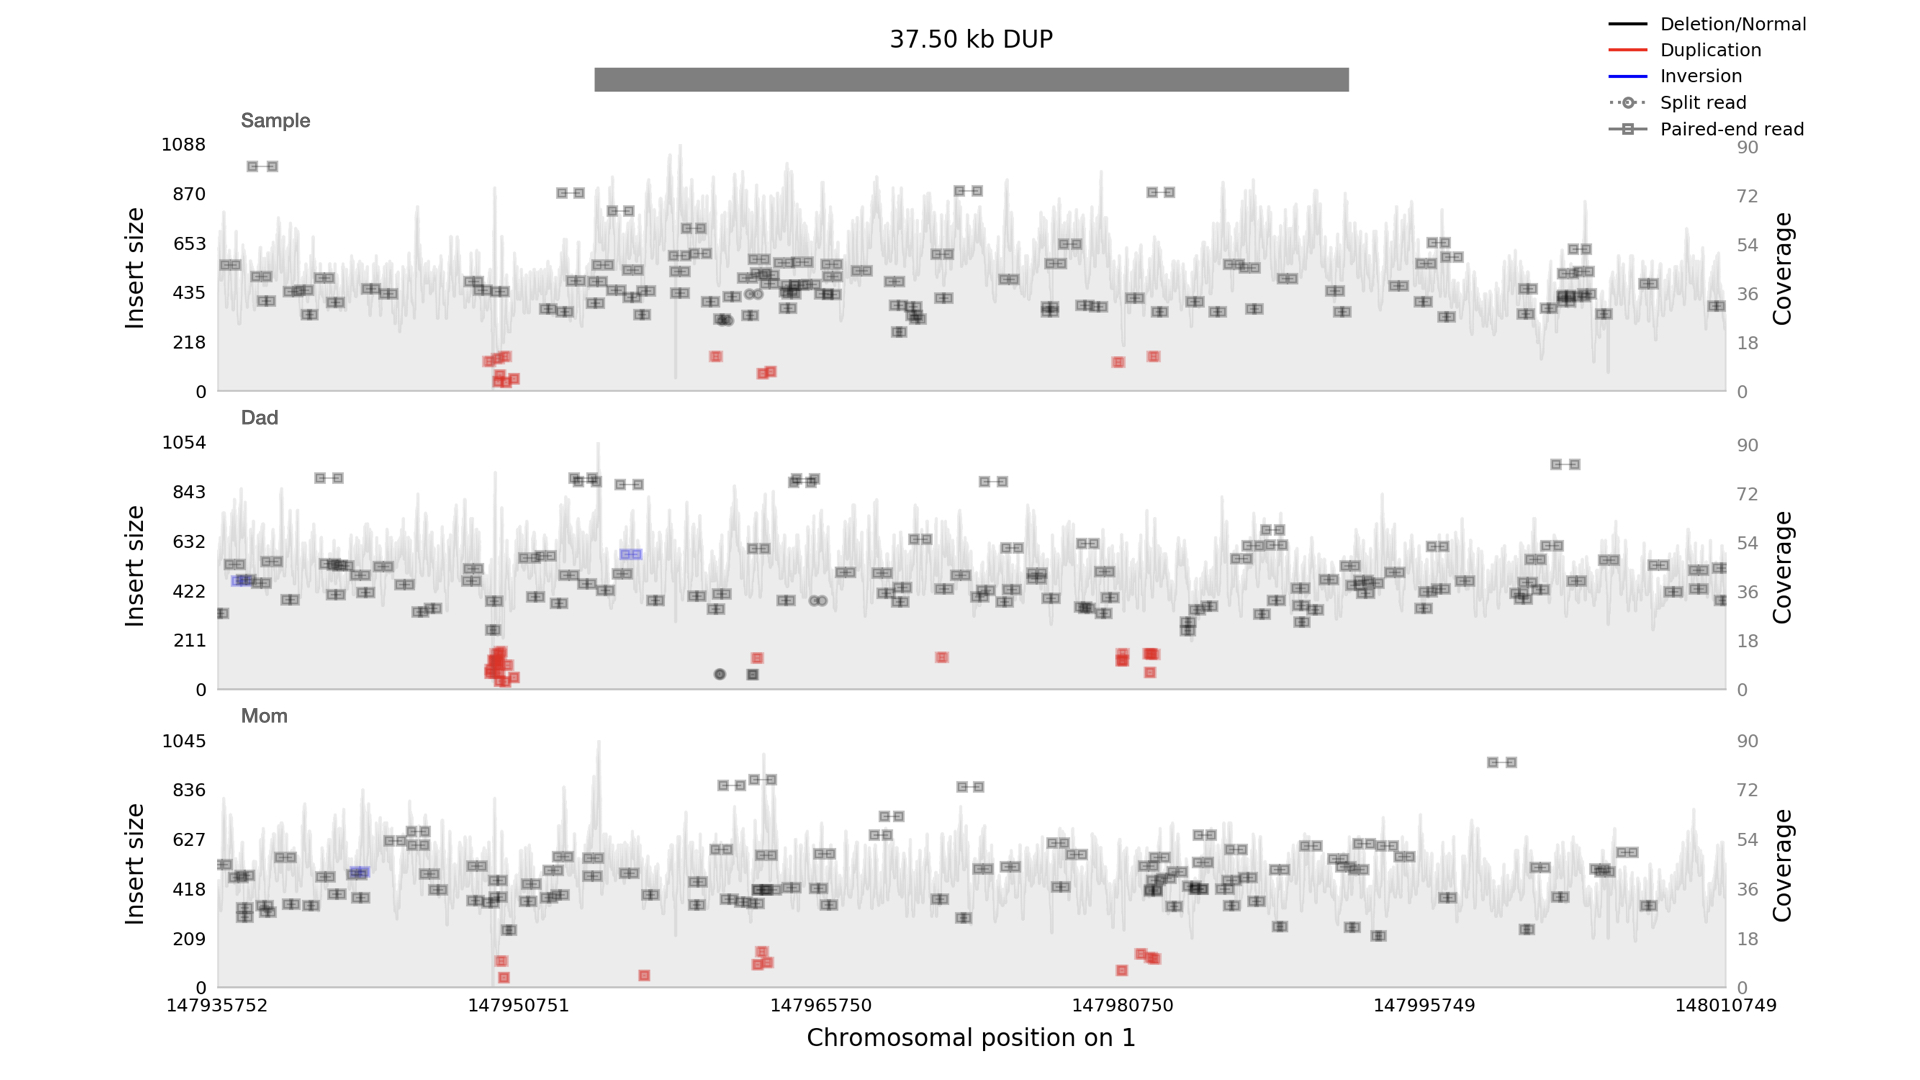 37.50 kb DUP
Deletion/Normal
Duplication
Inversion
Split read
Paired-end read
Sample
1088
870
653
435
218
0
Insert size
90
72
54
36
18
0
Coverage
Dad
1054
843
632
422
211
0
Insert size
90
72
54
36
18
0
Coverage
Mom
1045
836
627
418
209
0
Insert size
90
72
54
36
18
0
Coverage
147935752 147950751 147965750 147980750 147995749 148010749
Chromosomal position on 1